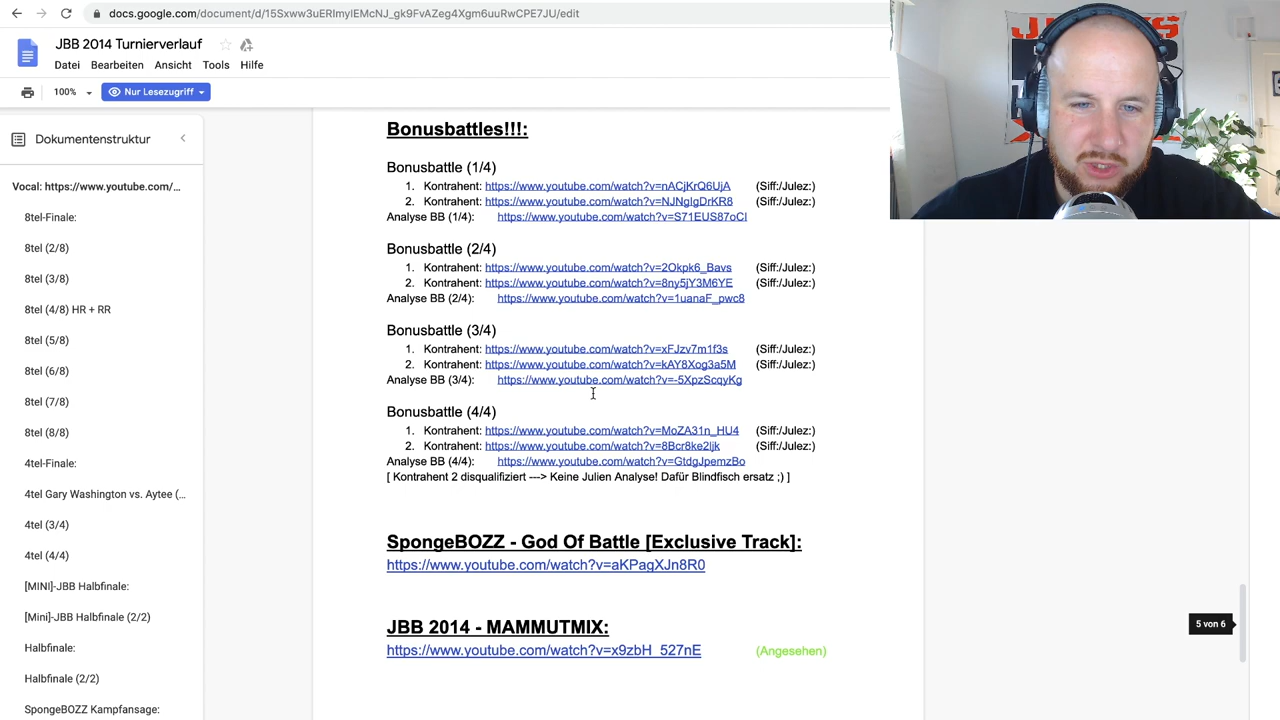 docs.google.com/document/d/15Sxww3uERImylEMcNJ_gk9FvAZeg4Xgm6uuRwCPE7JU/edit
JBB 2014 Turnierverlauf
Datei Bearbeiten Ansicht Tools Hilfe
100% Nur Lesezugriff
Dokumentenstruktur
Vocal: https://www.youtube.com/...
8tel-Finale:
8tel (2/8)
8tel (3/8)
8tel (4/8) HR + RR
8tel (5/8)
8tel (6/8)
8tel (7/8)
8tel (8/8)
4tel-Finale:
4tel Gary Washington vs. Aytee (...
4tel (3/4)
4tel (4/4)
[MINI]-JBB Halbfinale:
[Mini]-JBB Halbfinale (2/2)
Halbfinale:
Halbfinale (2/2)
SpongeBOZZ Kampfansage:
Bonusbattles!!!:
Bonusbattle (1/4)
1. Kontrahent: https://www.youtube.com/watch?v=nACjKrQ6UjA (Siff:/Julez:)
2. Kontrahent: https://www.youtube.com/watch?v=NJNglgDrKR8 (Siff:/Julez:)
Analyse BB (1/4): https://www.youtube.com/watch?v=S71EUS87oCI
Bonusbattle (2/4)
1. Kontrahent: https://www.youtube.com/watch?v=2Okpk6_Bavs (Siff:/Julez:)
2. Kontrahent: https://www.youtube.com/watch?v=8ny5jY3M6YE (Siff:/Julez:)
Analyse BB (2/4): https://www.youtube.com/watch?v=1uanaF_pwc8
Bonusbattle (3/4)
1. Kontrahent: https://www.youtube.com/watch?v=xFJzv7m1f3s (Siff:/Julez:)
2. Kontrahent: https://www.youtube.com/watch?v=kAY8Xog3a5M (Siff:/Julez:)
Analyse BB (3/4): https://www.youtube.com/watch?v=-5XpzScqyKg
Bonusbattle (4/4)
1. Kontrahent: https://www.youtube.com/watch?v=MoZA31n_HU4 (Siff:/Julez:)
2. Kontrahent: https://www.youtube.com/watch?v=8Bcr8ke2ljk (Siff:/Julez:)
Analyse BB (4/4): https://www.youtube.com/watch?v=GtdgJpemzBo
[ Kontrahent 2 disqualifiziert ---> Keine Julien Analyse! Dafür Blindfisch ersatz ;) ]
SpongeBOZZ - God Of Battle [Exclusive Track]:
https://www.youtube.com/watch?v=aKPagXJn8R0
JBB 2014 - MAMMUTMIX:
https://www.youtube.com/watch?v=x9zbH_527nE (Angesehen)
5 von 6